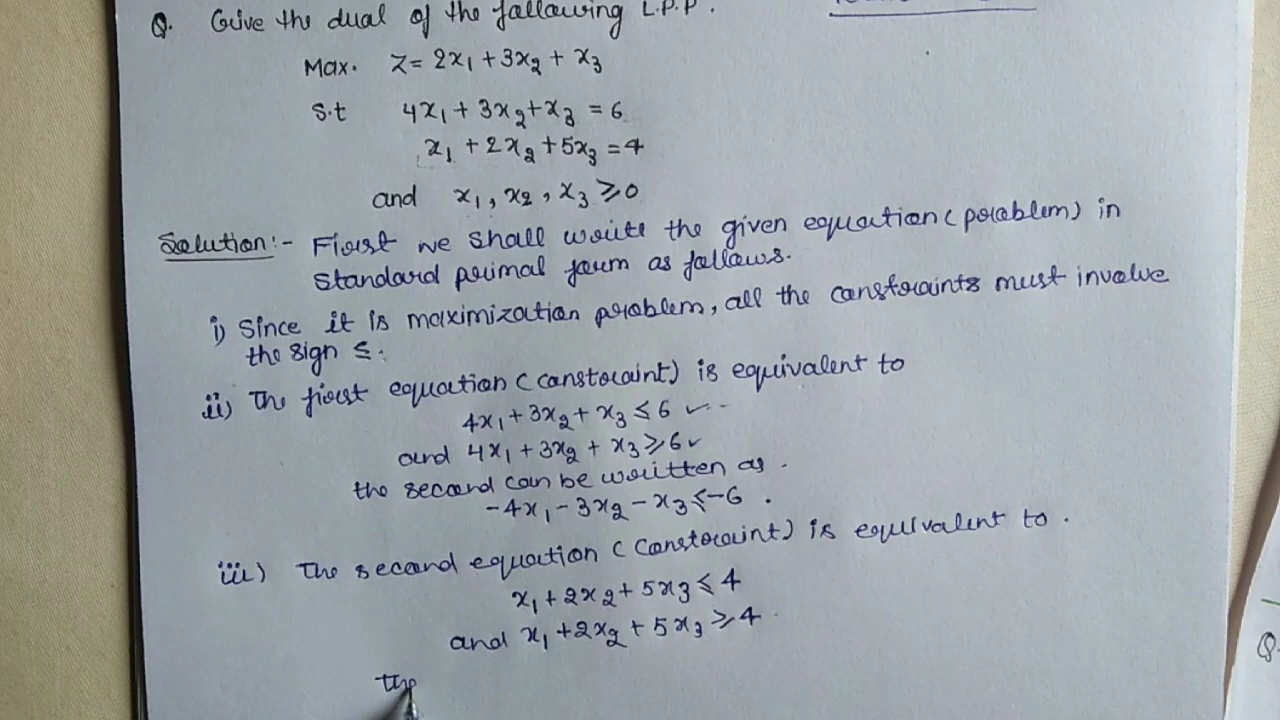 Q. Give the dual of the following L.P.P.
Max. Z = 2x₁ + 3x₂ + x₃
S.t 4x₁ + 3x₂ + x₃ = 6
x₁ + 2x₂ + 5x₃ = 4
and x₁, x₂, x₃ ≥ 0
Solution:- First we shall write the given equation (problem) in
standard primal form as follows.
i) Since it is maximization problem, all the constraints must involve
the sign ≤.
ii) The first equation (constraint) is equivalent to
4x₁ + 3x₂ + x₃ ≤ 6 ✓
and 4x₁ + 3x₂ + x₃ ≥ 6 ✓
the second can be written as.
-4x₁ - 3x₂ - x₃ ≤ -6.
iii) The second equation (constraint) is equivalent to.
x₁ + 2x₂ + 5x₃ ≤ 4
and x₁ + 2x₂ + 5x₃ ≥ 4
the
Q.